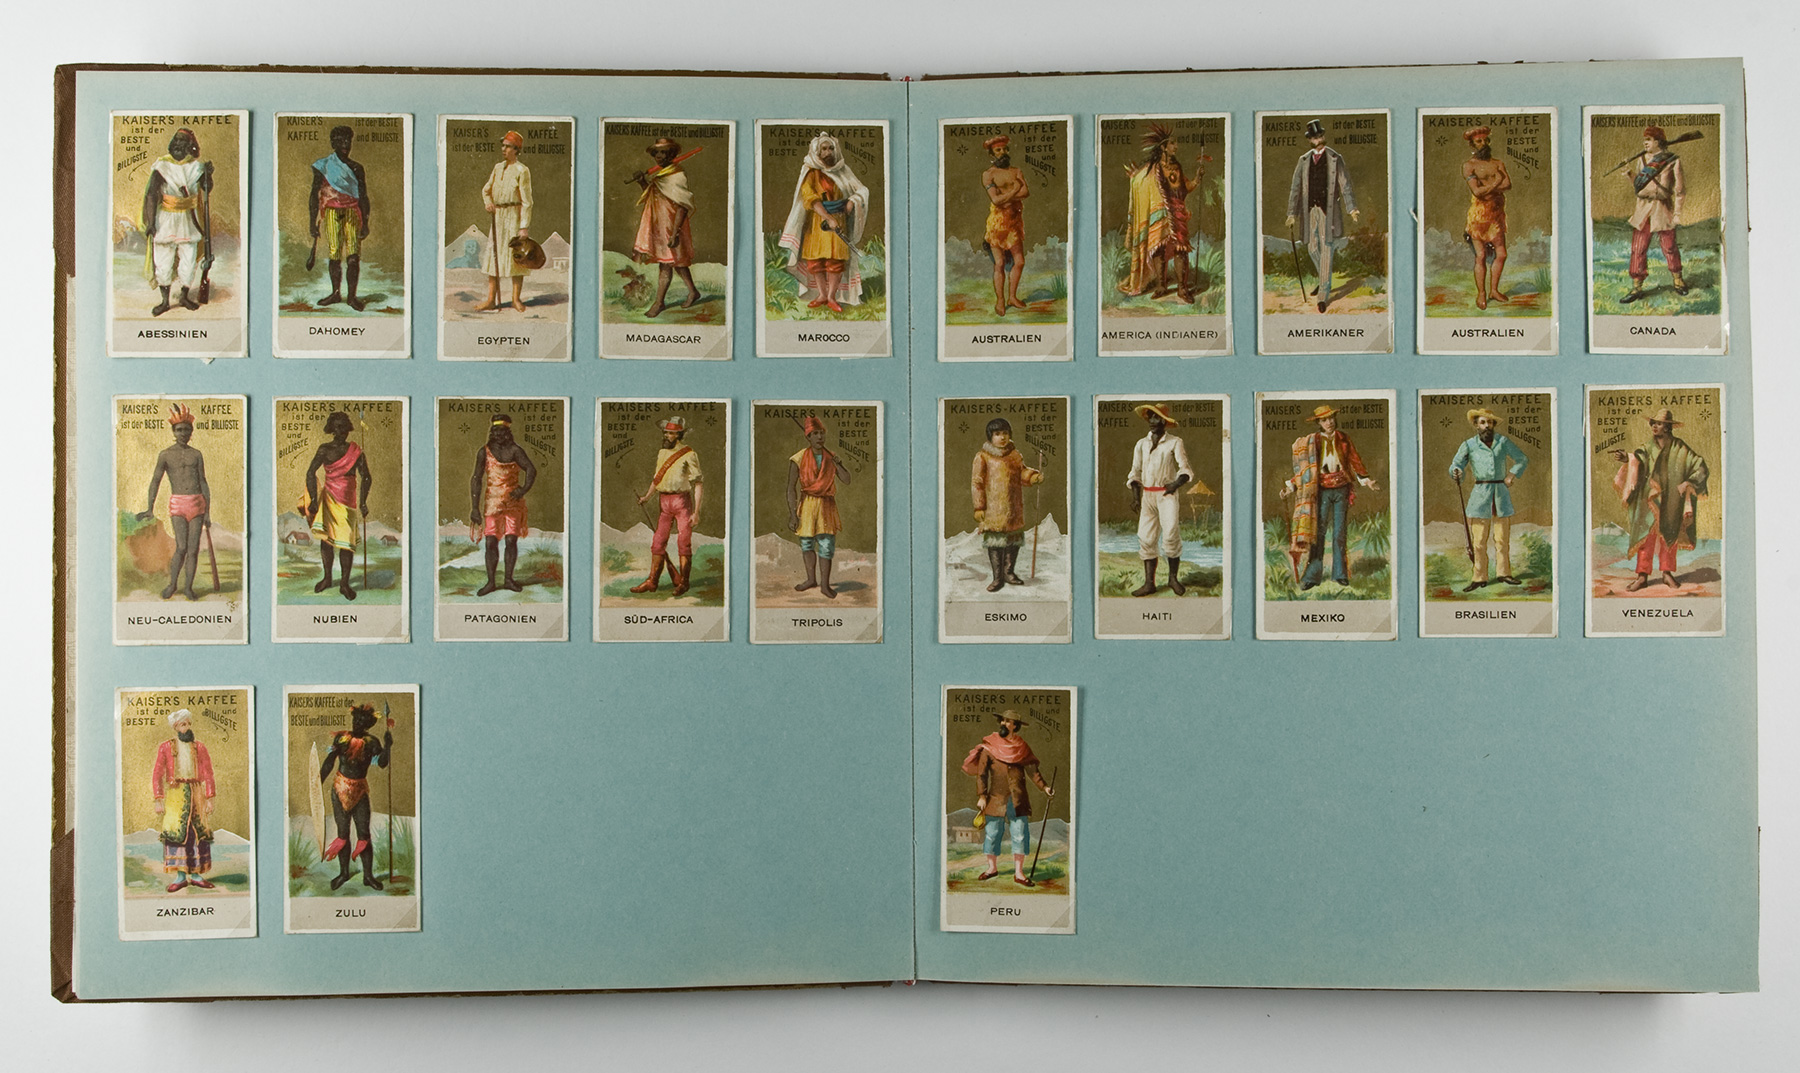 KAISER'S KAFFEE
ist der
BESTE
und
BILLIGSTE
ABESSINIEN
KAISER'S
KAFFEE
ist der BESTE
und BILLIGSTE
DAHOMEY
KAISER'S KAFFEE
ist der BESTE und BILLIGSTE
EGYPTEN
KAISER'S KAFFEE ist der BESTE und BILLIGSTE
MADAGASCAR
KAISER'S KAFFEE
ist der
BESTE
und
BILLIGSTE
MAROCCO
KAISER'S KAFFEE
ist der
BESTE
und
BILLIGSTE
AUSTRALIEN
KAISER'S
KAFFEE
ist der BESTE
und BILLIGSTE
AMERICA (INDIANER)
KAISER'S
KAFFEE
ist der BESTE
und BILLIGSTE
AMERIKANER
KAISER'S KAFFEE
ist der
BESTE
und
BILLIGSTE
AUSTRALIEN
KAISER'S KAFFEE ist der BESTE und BILLIGSTE
CANADA
KAISER'S KAFFEE
ist der BESTE und BILLIGSTE
NEU-CALEDONIEN
KAISER'S KAFFEE
ist der
BESTE
und
BILLIGSTE
NUBIEN
KAISER'S KAFFEE
ist der
BESTE
und
BILLIGSTE
PATAGONIEN
KAISER'S KAFFEE
ist der
BESTE
und
BILLIGSTE
SÜD-AFRICA
KAISER'S KAFFEE
ist der
BESTE
und
BILLIGSTE
TRIPOLIS
KAISER'S-KAFFEE
ist der
BESTE
und
BILLIGSTE
ESKIMO
KAISER'S
KAFFEE
ist der BESTE
und BILLIGSTE
HAITI
KAISER'S
KAFFEE
ist der BESTE
und BILLIGSTE
MEXIKO
KAISER'S KAFFEE
ist der
BESTE
und
BILLIGSTE
BRASILIEN
KAISER'S KAFFEE
ist der
BESTE
und
BILLIGSTE
VENEZUELA
KAISER'S KAFFEE
ist der
BESTE
und
BILLIGSTE
ZANZIBAR
KAISER'S KAFFEE ist der
BESTE und BILLIGSTE
ZULU
KAISER'S KAFFEE
ist der
BESTE
und
BILLIGSTE
PERU